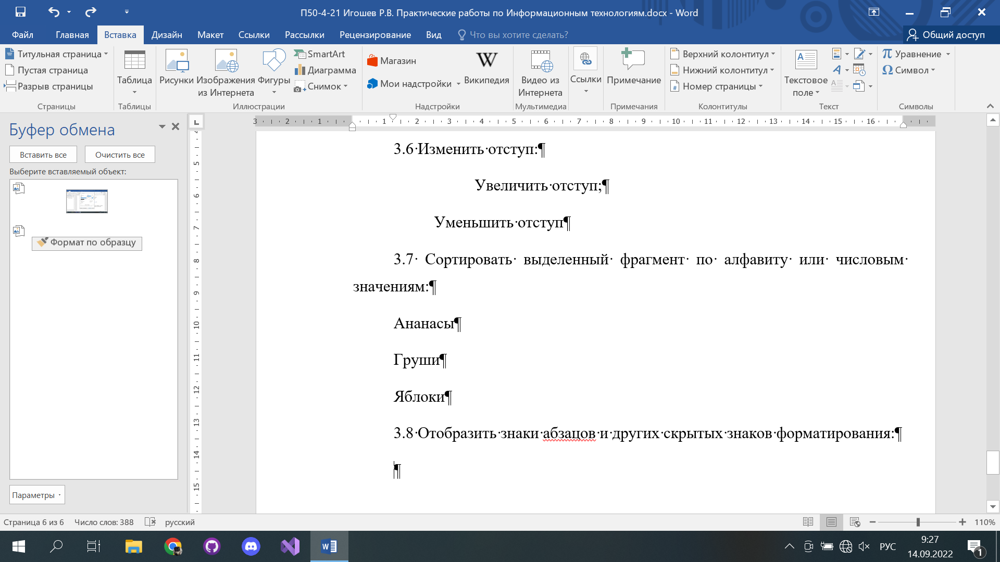 П50-4-21 Игошев Р.В. Практические работы по Информационным технологиям.docx - Word
Файл Главная Вставка Дизайн Макет Ссылки Рассылки Рецензирование Вид Что вы хотите сделать? Общий доступ
Титульная страница
Пустая страница
Разрыв страницы
Страницы
Таблица
Таблицы
Рисунки
Изображения
из Интернета
Фигуры
SmartArt
Диаграмма
Снимок
Иллюстрации
Магазин
Мои надстройки
W
Википедия
Надстройки
Видео из
Интернета
Мультимедиа
Ссылки
Примечание
Примечания
Верхний колонтитул
Нижний колонтитул
Номер страницы
Колонтитулы
Текстовое
поле
Текст
π Уравнение
Ω Символ
Символы
Буфер обмена
Вставить все Очистить все
Выберите вставляемый объект:
Формат по образцу
Параметры
3 2 1 1 2 3 4 5 6 7 8 9 10 11 12 13 14 15 16
5
6
7
8
9
10
11
12
13
14
15
3.6·Изменить·отступ:¶
Увеличить·отступ;¶
Уменьшить·отступ¶
3.7· Сортировать· выделенный· фрагмент· по· алфавиту· или· числовым·
значениям:¶
Ананасы¶
Груши¶
Яблоки¶
3.8·Отобразить·знаки·абзацов·и·других·скрытых·знаков·форматирования:¶
¶
Страница 6 из 6 Число слов: 388 русский 110%
РУС
9:27
14.09.2022
1